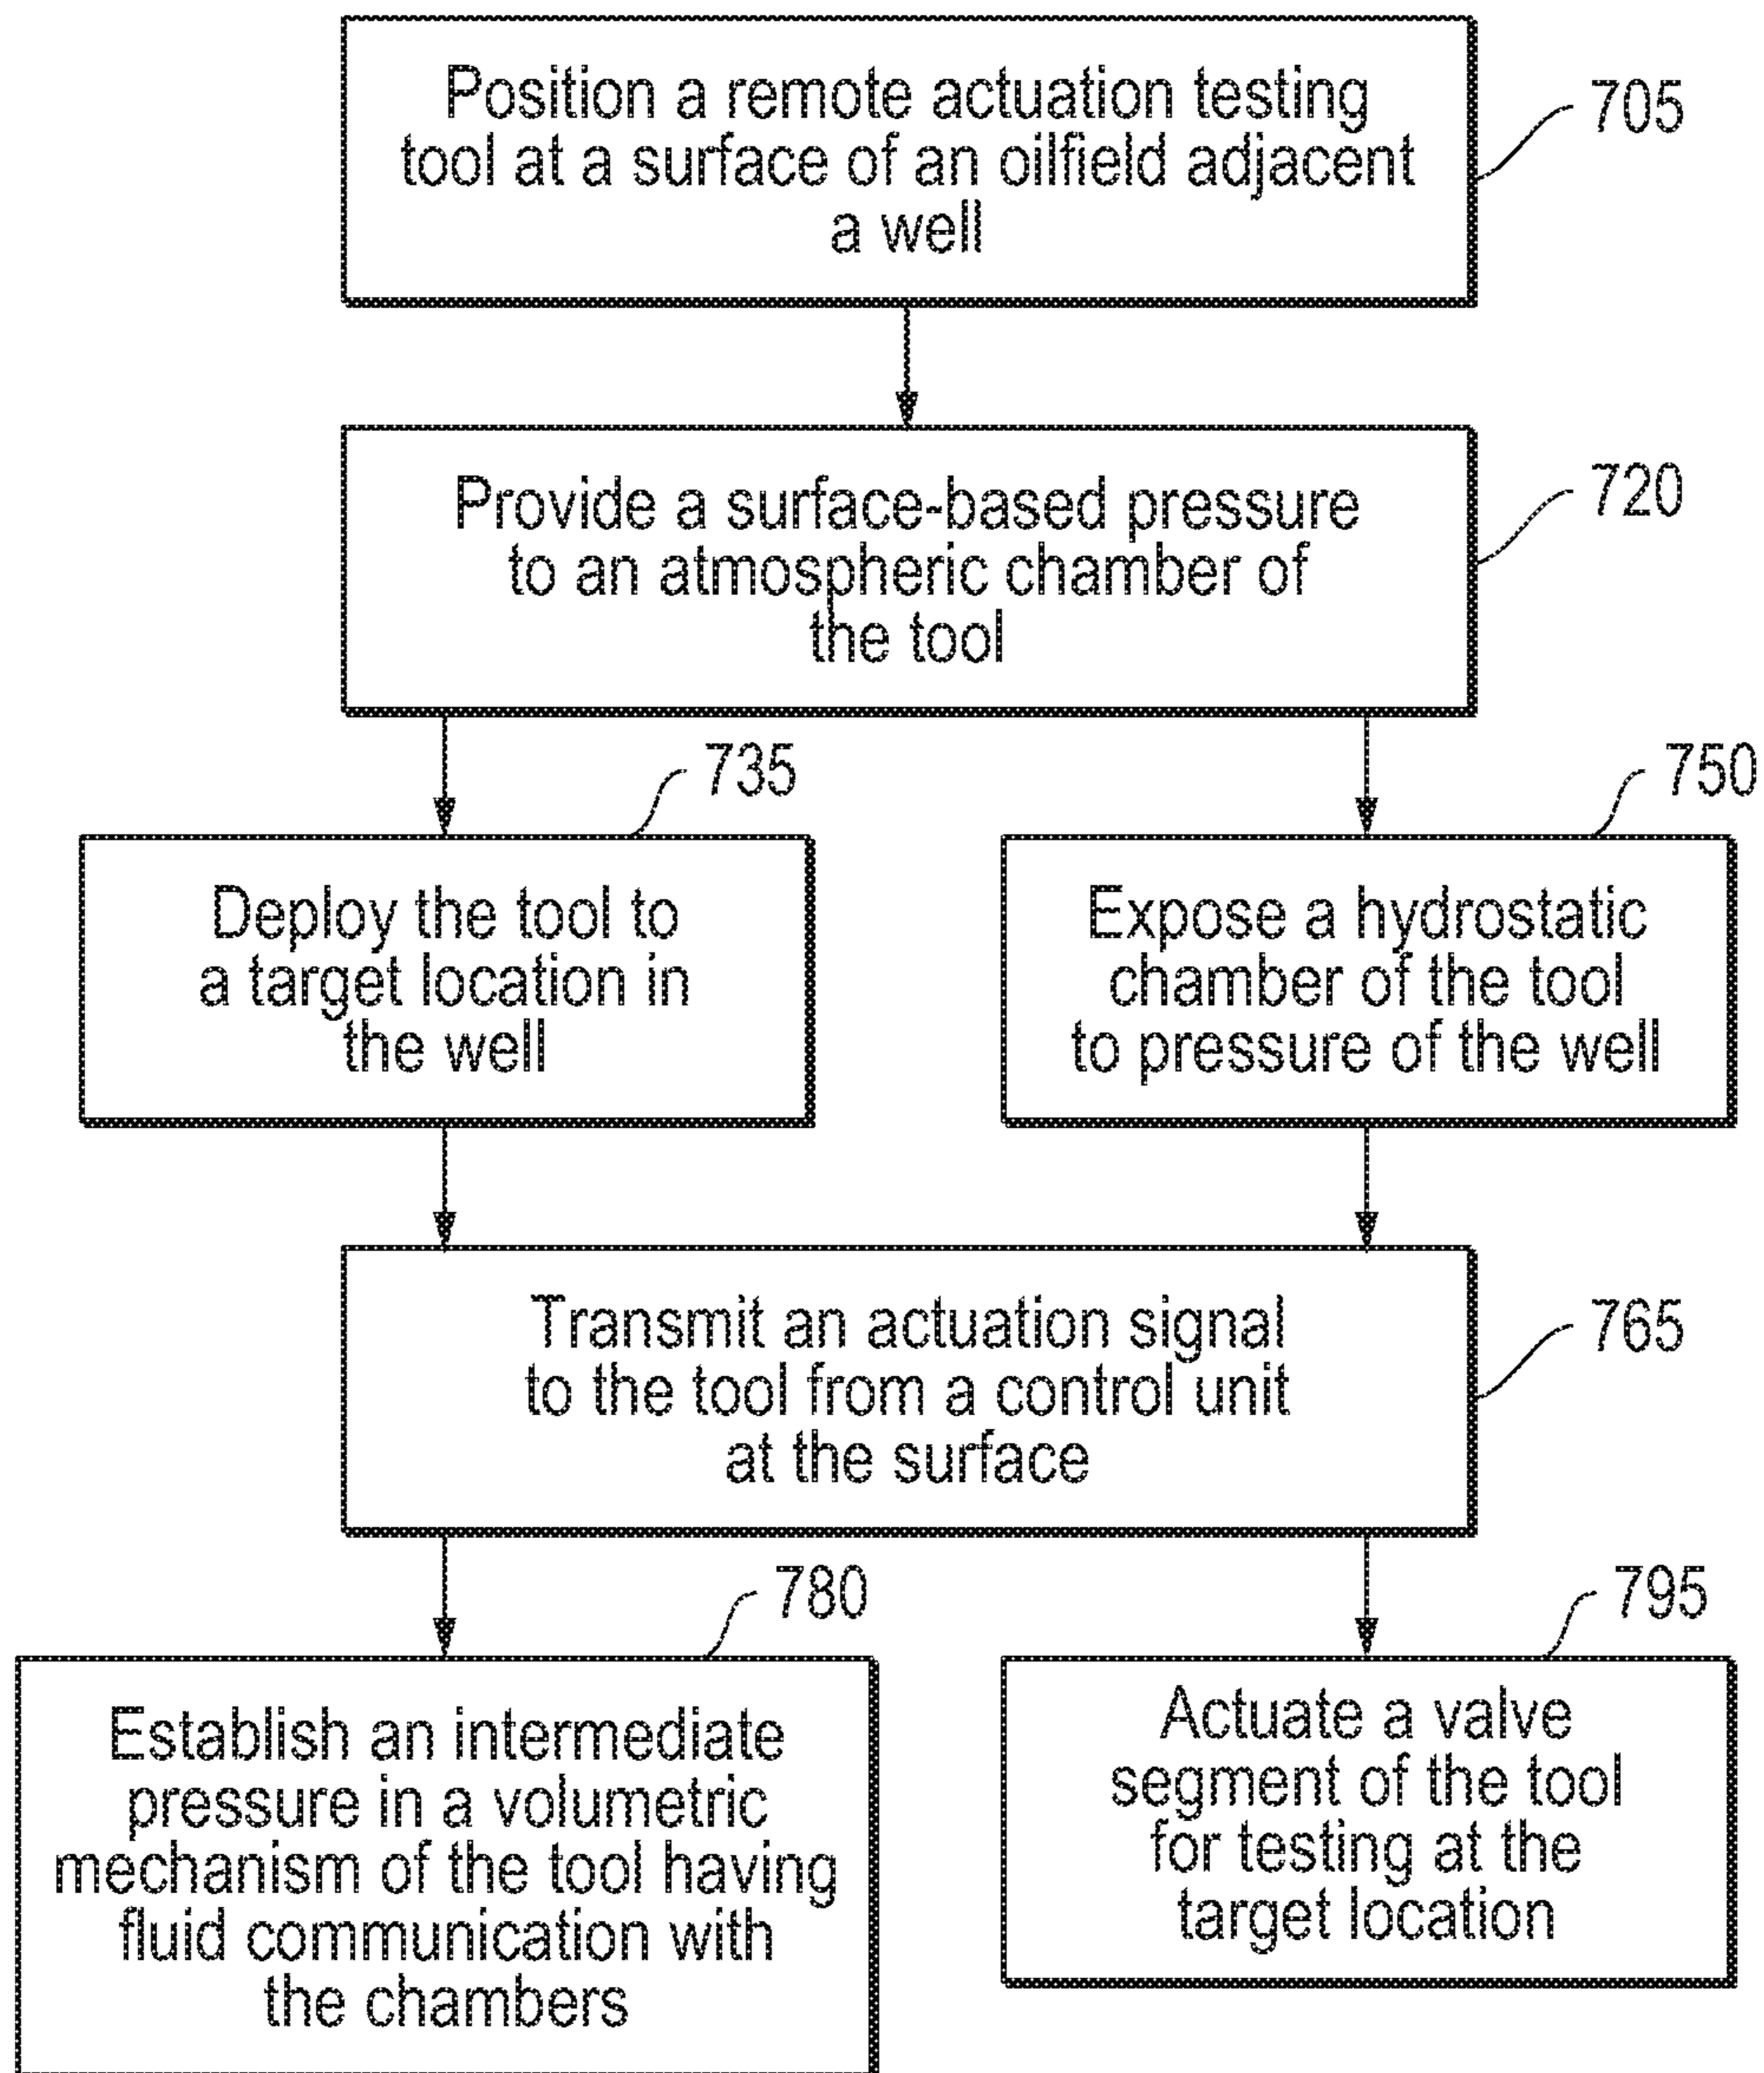 Position a remote actuation testing
tool at a surface of an oilfield adjacent
a well
705
Provide a surface-based pressure
to an atmospheric chamber of
the tool
720
735
Deploy the tool to
a target location in
the well
750
Expose a hydrostatic
chamber of the tool
to pressure of the well
Transmit an actuation signal
to the tool from a control unit
at the surface
765
780
Establish an intermediate
pressure in a volumetric
mechanism of the tool having
fluid communication with
the chambers
795
Actuate a valve
segment of the tool
for testing at the
target location